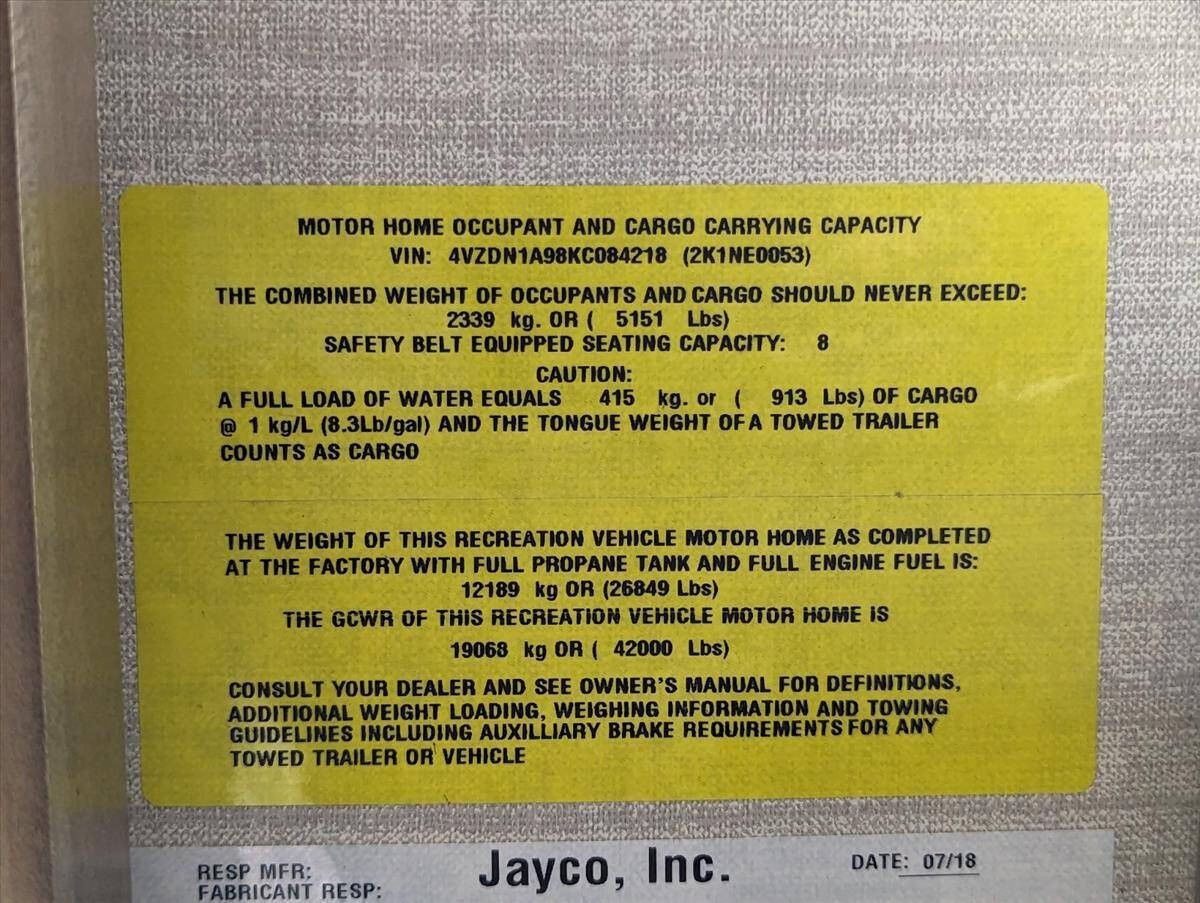 MOTOR HOME OCCUPANT AND CARGO CARRYING CAPACITY
VIN: 4VZDN1A98KC084218 (2K1NE0053)
THE COMBINED WEIGHT OF OCCUPANTS AND CARGO SHOULD NEVER EXCEED:
2339 kg. OR ( 5151 Lbs)
SAFETY BELT EQUIPPED SEATING CAPACITY: 8
CAUTION:
A FULL LOAD OF WATER EQUALS 415 kg. or ( 913 Lbs) OF CARGO
@ 1 kg/L (8.3Lb/gal) AND THE TONGUE WEIGHT OF A TOWED TRAILER
COUNTS AS CARGO
THE WEIGHT OF THIS RECREATION VEHICLE MOTOR HOME AS COMPLETED
AT THE FACTORY WITH FULL PROPANE TANK AND FULL ENGINE FUEL IS:
12189 kg OR (26849 Lbs)
THE GCWR OF THIS RECREATION VEHICLE MOTOR HOME IS
19068 kg OR ( 42000 Lbs)
CONSULT YOUR DEALER AND SEE OWNER'S MANUAL FOR DEFINITIONS,
ADDITIONAL WEIGHT LOADING, WEIGHING INFORMATION AND TOWING
GUIDELINES INCLUDING AUXILLIARY BRAKE REQUIREMENTS FOR ANY
TOWED TRAILER OR VEHICLE
RESP MFR: Jayco, Inc. DATE: 07/18
FABRICANT RESP: